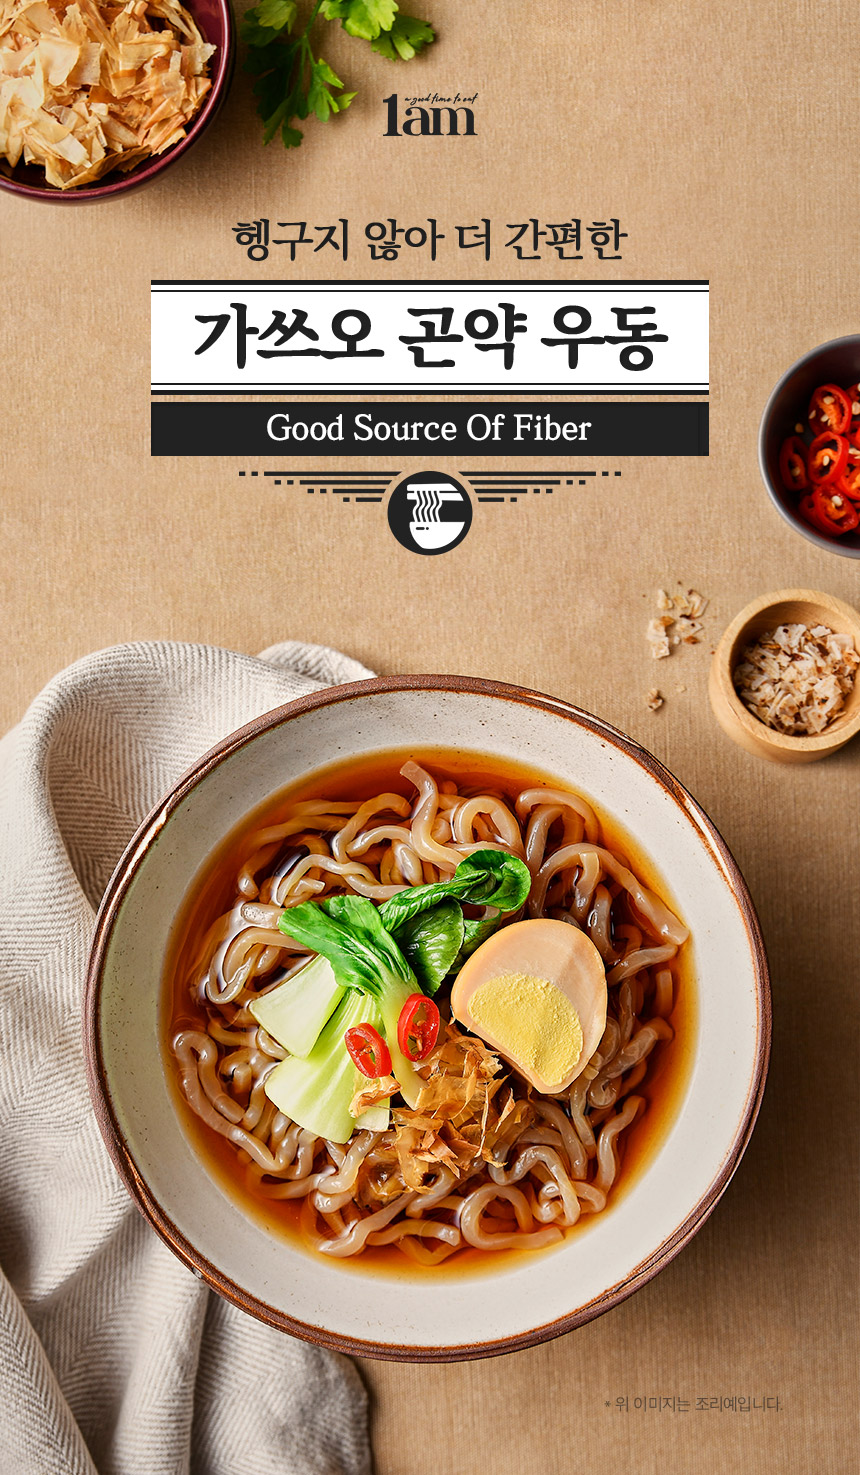 a good time to eat
1am
헹구지 않아 더 간편한
가쓰오 곤약 우동
Good Source Of Fiber
* 위 이미지는 조리예입니다.